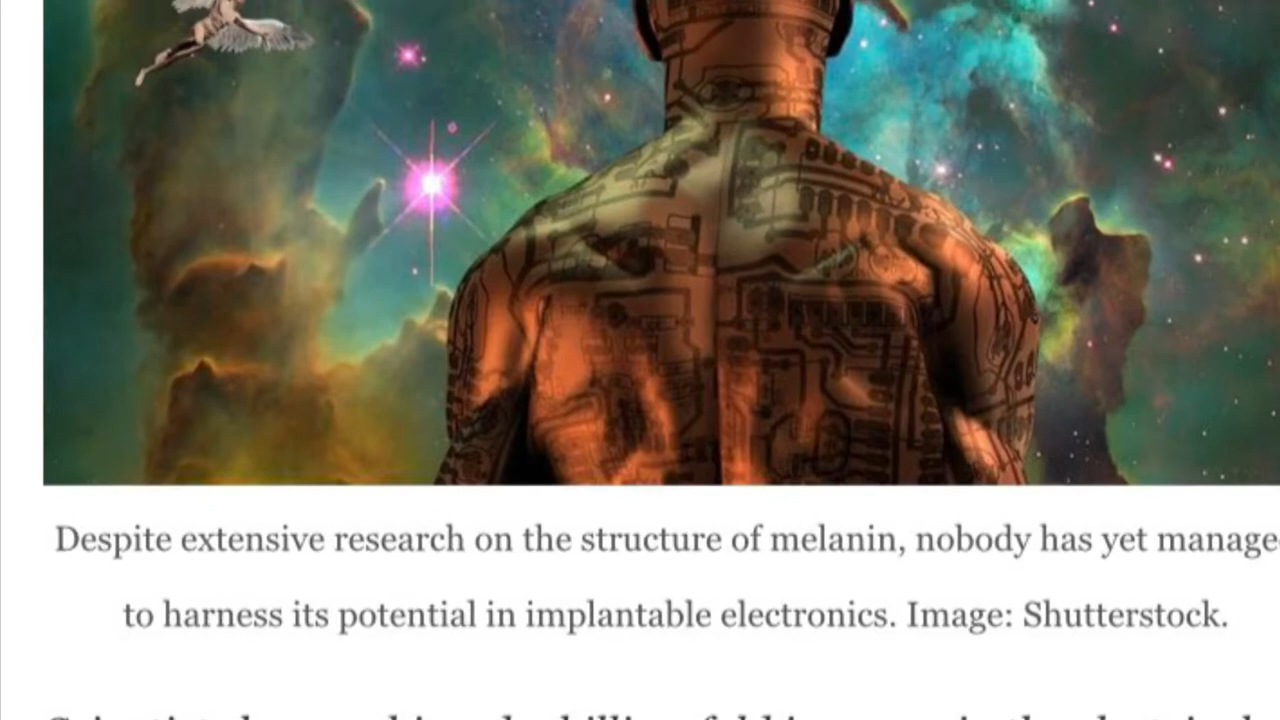 Despite extensive research on the structure of melanin, nobody has yet manage
to harness its potential in implantable electronics. Image: Shutterstock.